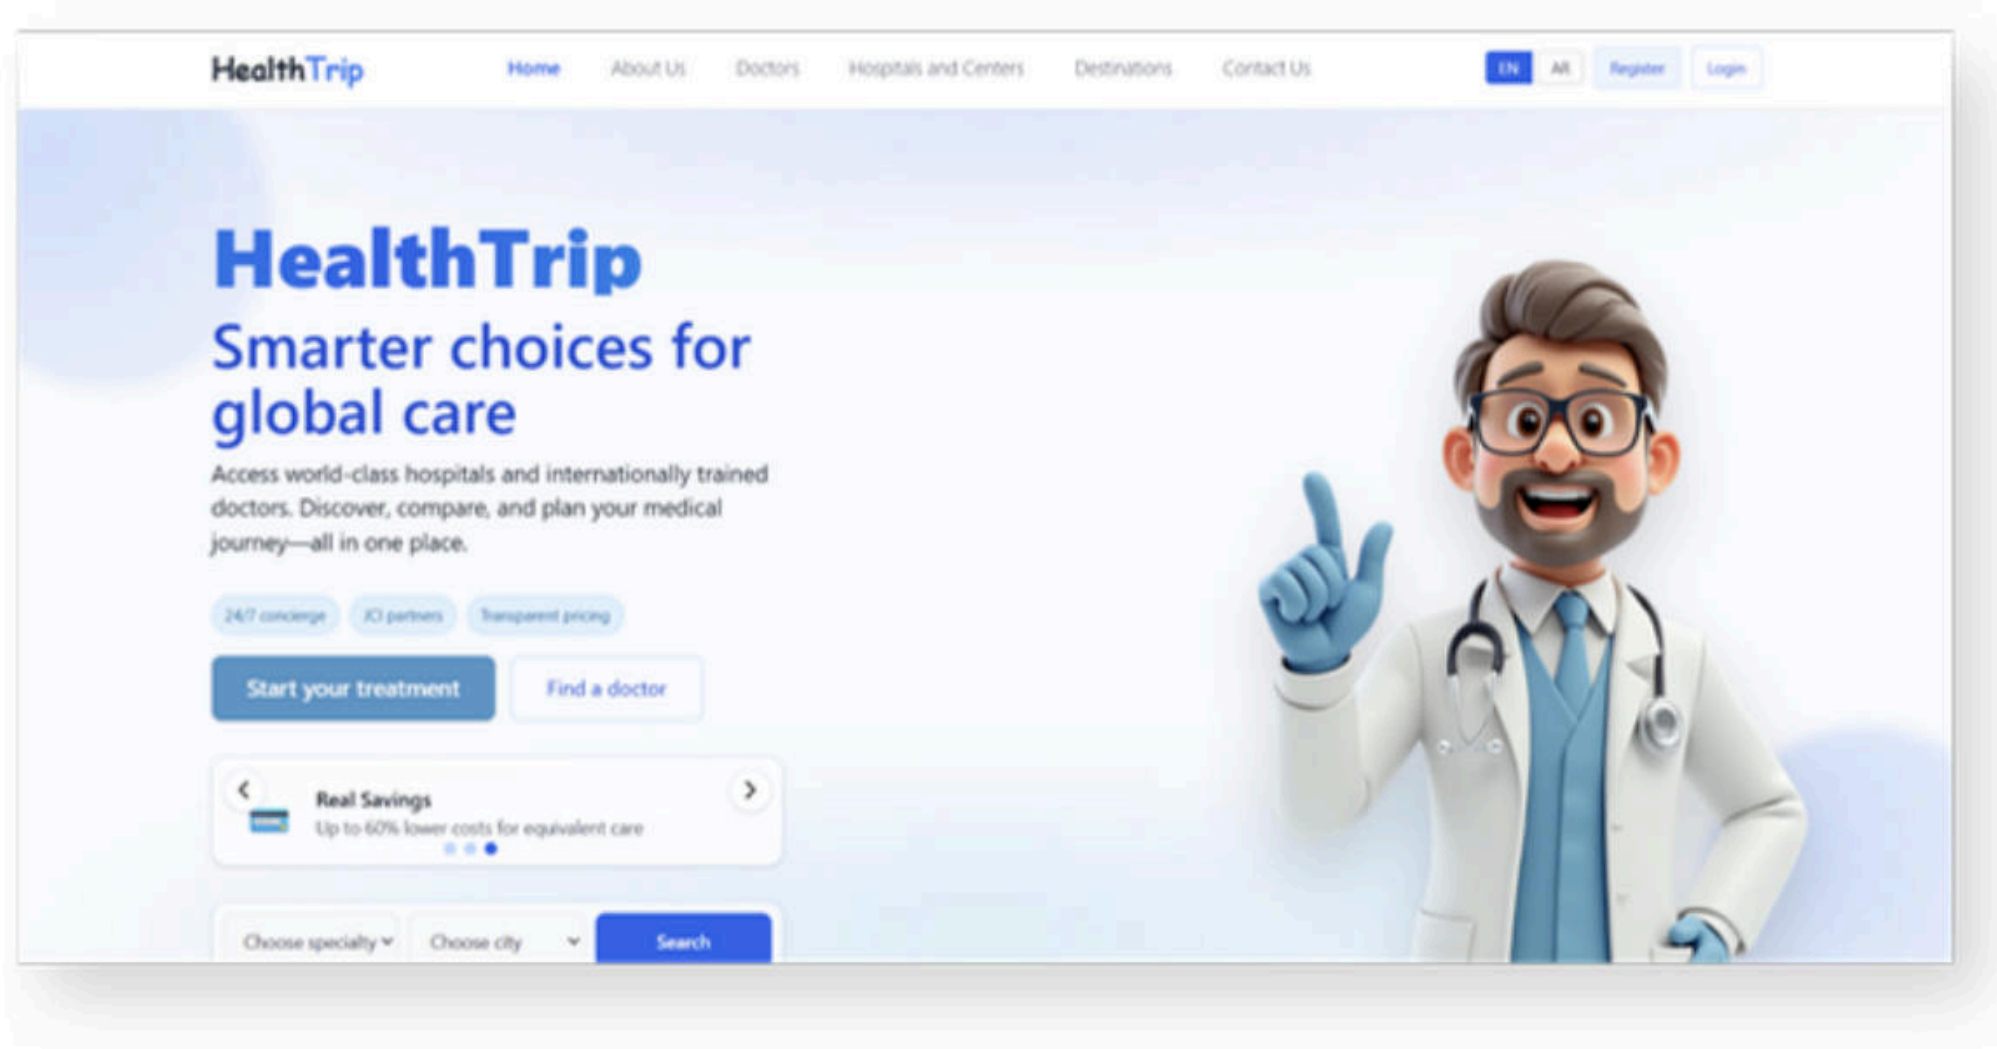 HealthTrip
Home About Us Doctors Hospitals and Centers Destinations Contact Us
EN AR Register Login
HealthTrip
Smarter choices for
global care
Access world-class hospitals and internationally trained
doctors. Discover, compare, and plan your medical
journey—all in one place.
24/7 concierge JCI partners Transparent pricing
Start your treatment Find a doctor
Real Savings
Up to 60% lower costs for equivalent care
Choose specialty Choose city Search